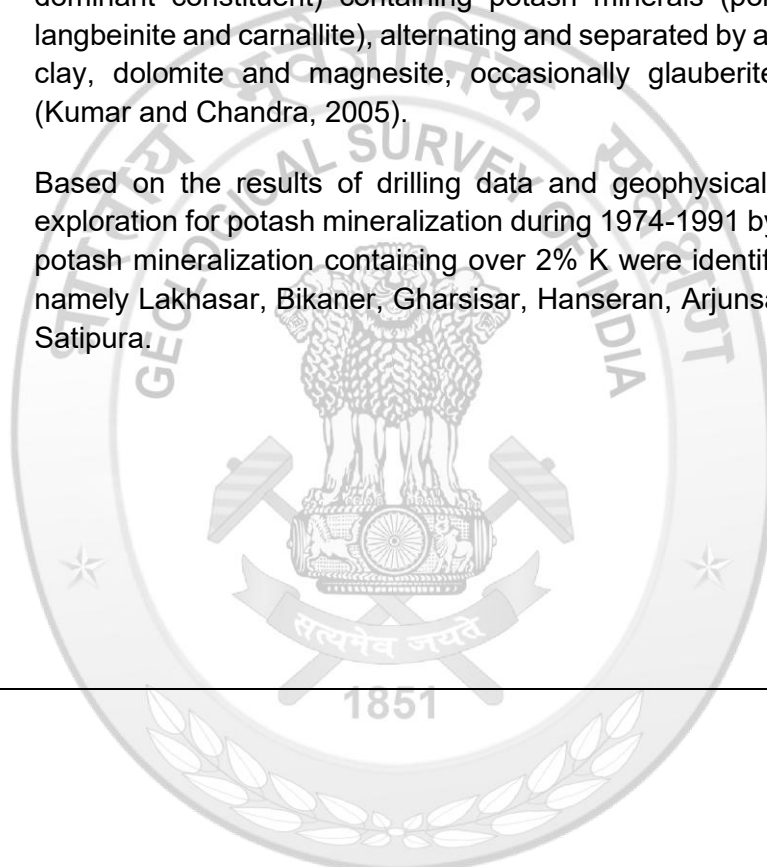 dominant constituent) containing potash minerals
langbeinite and carnallite), alternating and separated by a
clay, dolomite and magnesite, occasionally glauberite
(Kumar and Chandra, 2005).
Based on the results of drilling data and geophysical
exploration for potash mineralization during 1974-1991 by
potash mineralization containing over 2% K were
namely Lakhasar, Bikaner, Gharsisar, Hanseran,
Satipura.
भारतीय भूवैज्ञानिक सर्वेक्षण
GEOLOGICAL SURVEY OF INDIA
सत्यमेव जयते
1851